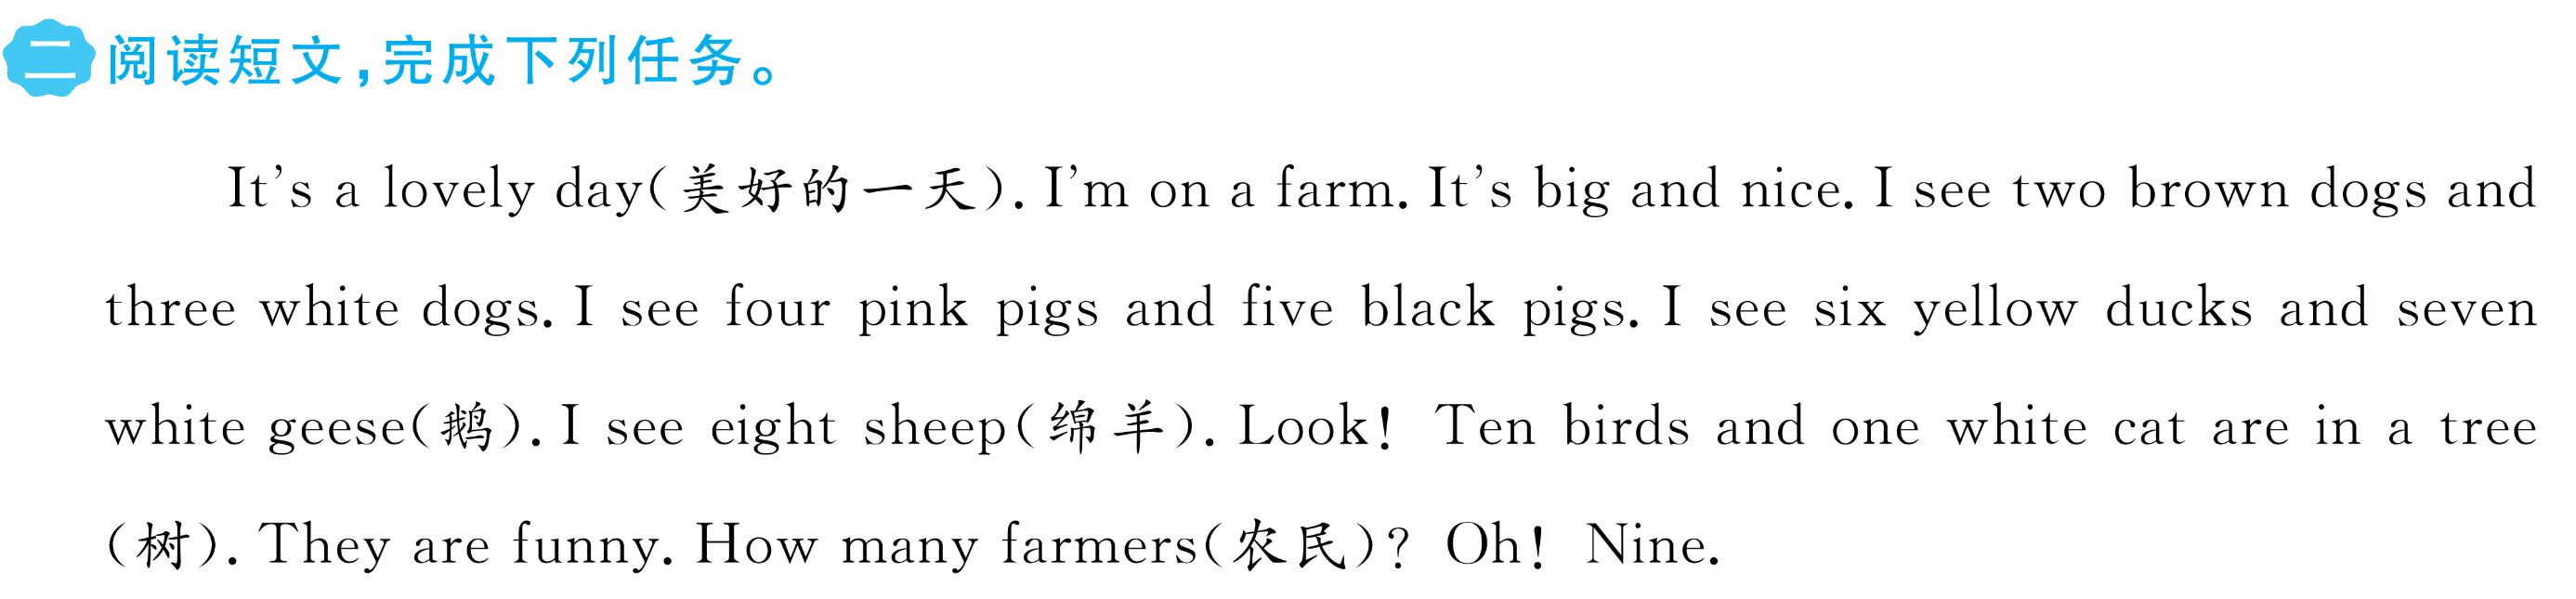 二 阅读短文,完成下列任务。
It's a lovely day(美好的一天). I'm on a farm. It's big and nice. I see two brown dogs and
three white dogs. I see four pink pigs and five black pigs. I see six yellow ducks and seven
white geese(鹅). I see eight sheep(绵羊). Look! Ten birds and one white cat are in a tree
(树). They are funny. How many farmers(农民)? Oh! Nine.